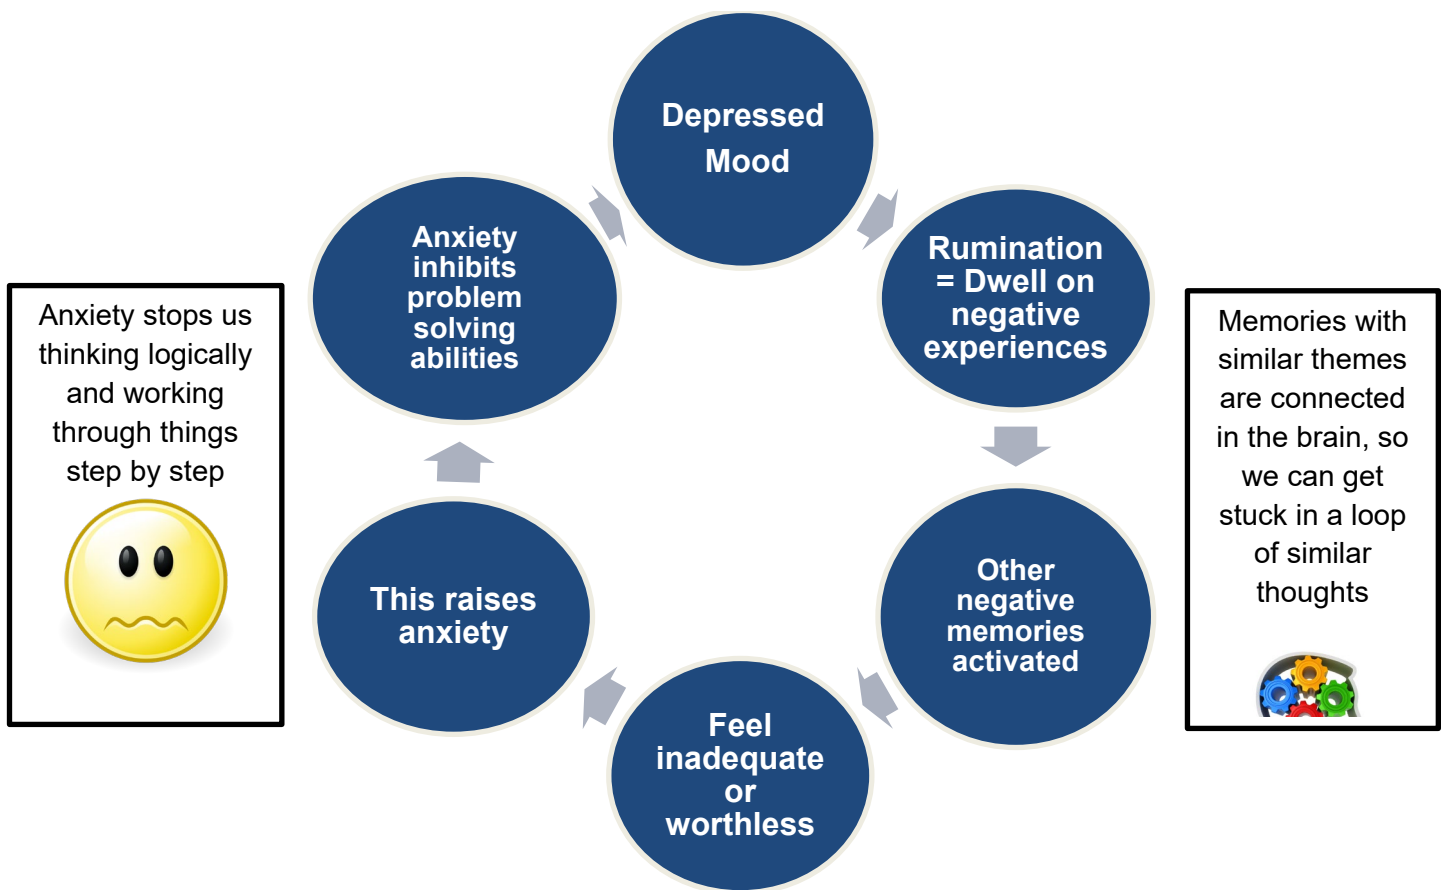 Depressed
Mood
Rumination
= Dwell on
negative
experiences
Other
negative
memories
activated
Feel
inadequate
or
worthless
This raises
anxiety
Anxiety
inhibits
problem
solving
abilities
Anxiety stops us
thinking logically
and working
through things
step by step
Memories with
similar themes
are connected
in the brain, so
we can get
stuck in a loop
of similar
thoughts